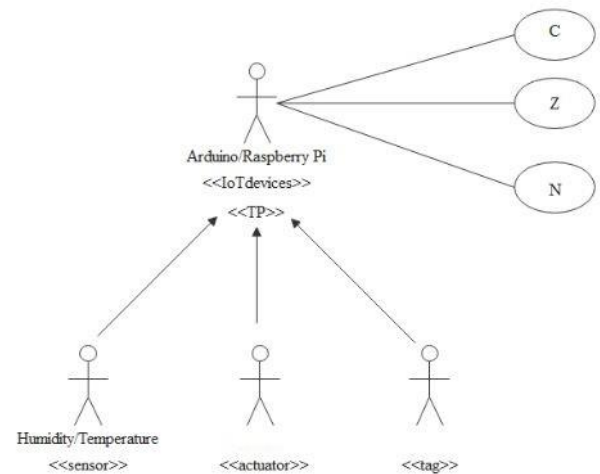 C
Z
N
Arduino/Raspberry Pi
<<IoTdevices>>
<<TP>>
Humidity/Temperature
<<sensor>>
<<actuator>>
<<tag>>